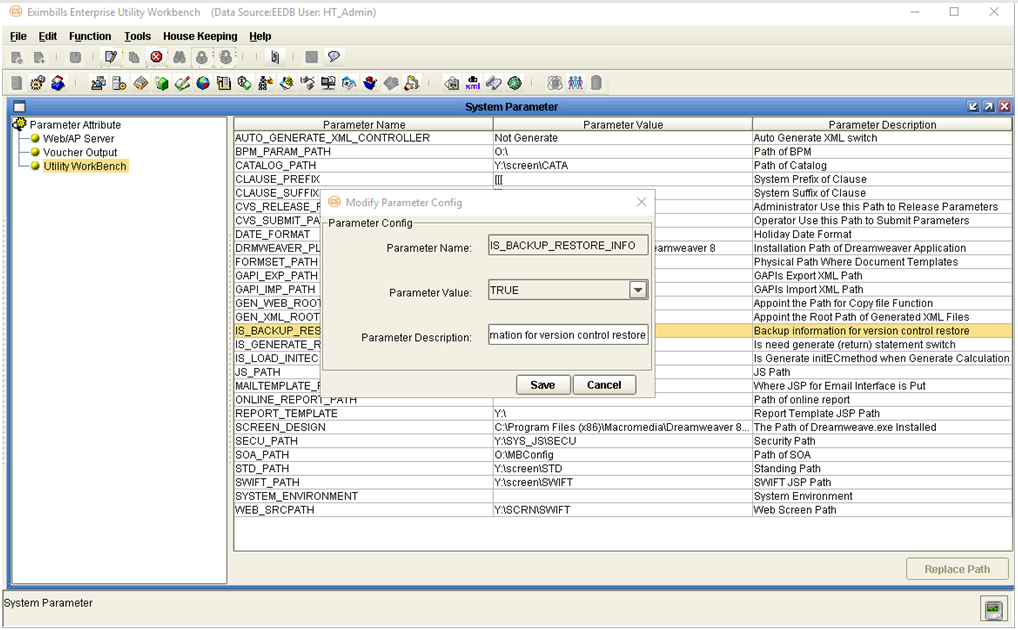 Eximbills Enterprise Utility Workbench (Data Source:EEDB User: HT_Admin)
File Edit Function Tools House Keeping Help
System Parameter
Parameter Attribute
Web/AP Server
Voucher Output
Utility WorkBench
Parameter Name Parameter Value Parameter Description
AUTO_GENERATE_XML_CONTROLLER Not Generate Auto Generate XML switch
BPM_PARAM_PATH O:\ Path of BPM
CATALOG_PATH Y:\screen\CATA Path of Catalog
CLAUSE_PREFIX [[[ System Prefix of Clause
CLAUSE_SUFFIX System Suffix of Clause
CVS_RELEASE_F Administrator Use this Path to Release Parameters
CVS_SUBMIT_PA Operator Use this Path to Submit Parameters
DATE_FORMAT Holiday Date Format
DRMWEAVER_PL eamweaver 8 Installation Path of Dreamweaver Application
FORMSET_PATH Physical Path Where Document Templates
GAPI_EXP_PATH GAPIs Export XML Path
GAPI_IMP_PATH GAPIs Import XML Path
GEN_WEB_ROOT Appoint the Path for Copy file Function
GEN_XML_ROOT Appoint the Root Path of Generated XML Files
IS_BACKUP_RES Backup information for version control restore
IS_GENERATE_R Is need generate (return) statement switch
IS_LOAD_INITEC Is Generate initECmethod when Generate Calculation
JS_PATH JS Path
MAILTEMPLATE_F Where JSP for Email Interface is Put
ONLINE_REPORT_PATH Path of online report
REPORT_TEMPLATE Y:\ Report Template JSP Path
SCREEN_DESIGN C:\Program Files (x86)\Macromedia\Dreamweaver 8... The Path of Dreamweave.exe Installed
SECU_PATH Y:\SYS_JS\SECU Security Path
SOA_PATH O:\MBConfig Path of SOA
STD_PATH Y:\screen\STD Standing Path
SWIFT_PATH Y:\screen\SWIFT SWIFT JSP Path
SYSTEM_ENVIRONMENT System Environment
WEB_SRCPATH Y:\SCRN\SWIFT Web Screen Path
Modify Parameter Config
Parameter Config
Parameter Name: IS_BACKUP_RESTORE_INFO
Parameter Value: TRUE
Parameter Description: mation for version control restore
Save Cancel
Replace Path
System Parameter